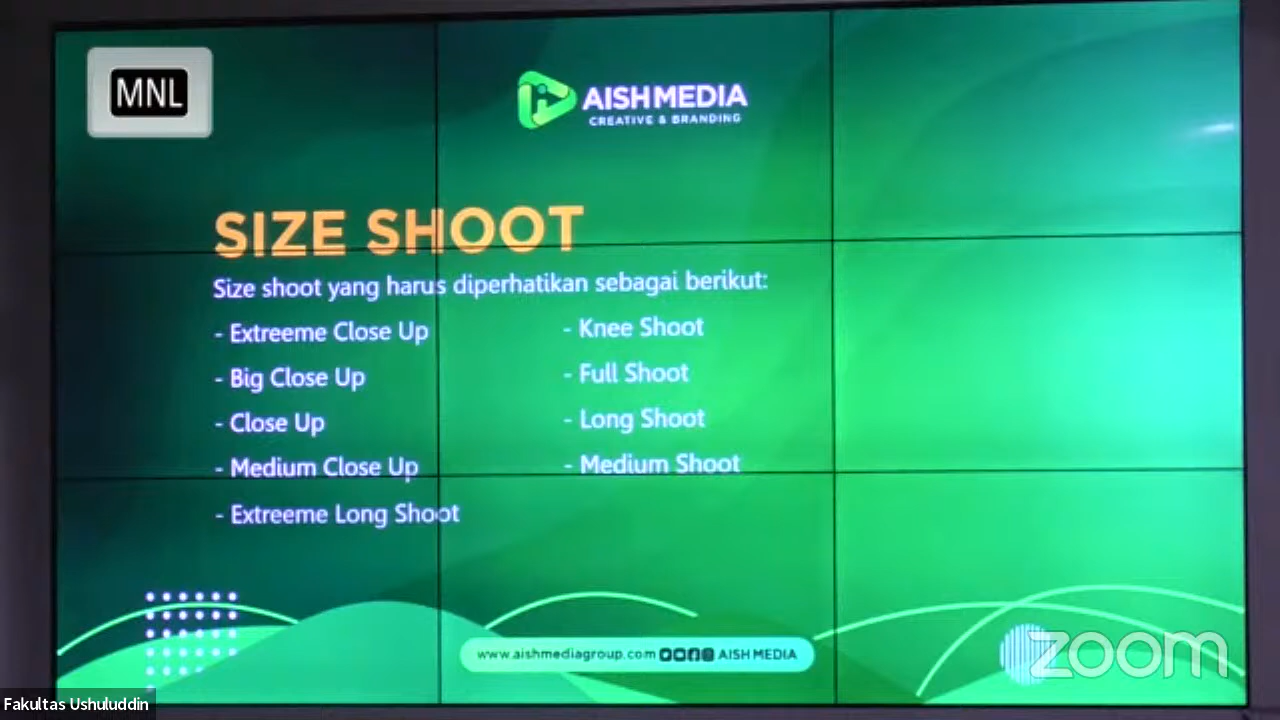 MNL
AISHMEDIA
CREATIVE & BRANDING
SIZE SHOOT
Size shoot yang harus diperhatikan sebagai berikut:
- Extreeme Close Up
- Big Close Up
- Close Up
- Medium Close Up
- Extreeme Long Shoot
- Knee Shoot
- Full Shoot
- Long Shoot
- Medium Shoot
www.aishmediagroup.com AISH MEDIA
zoom
Fakultas Ushuluddin